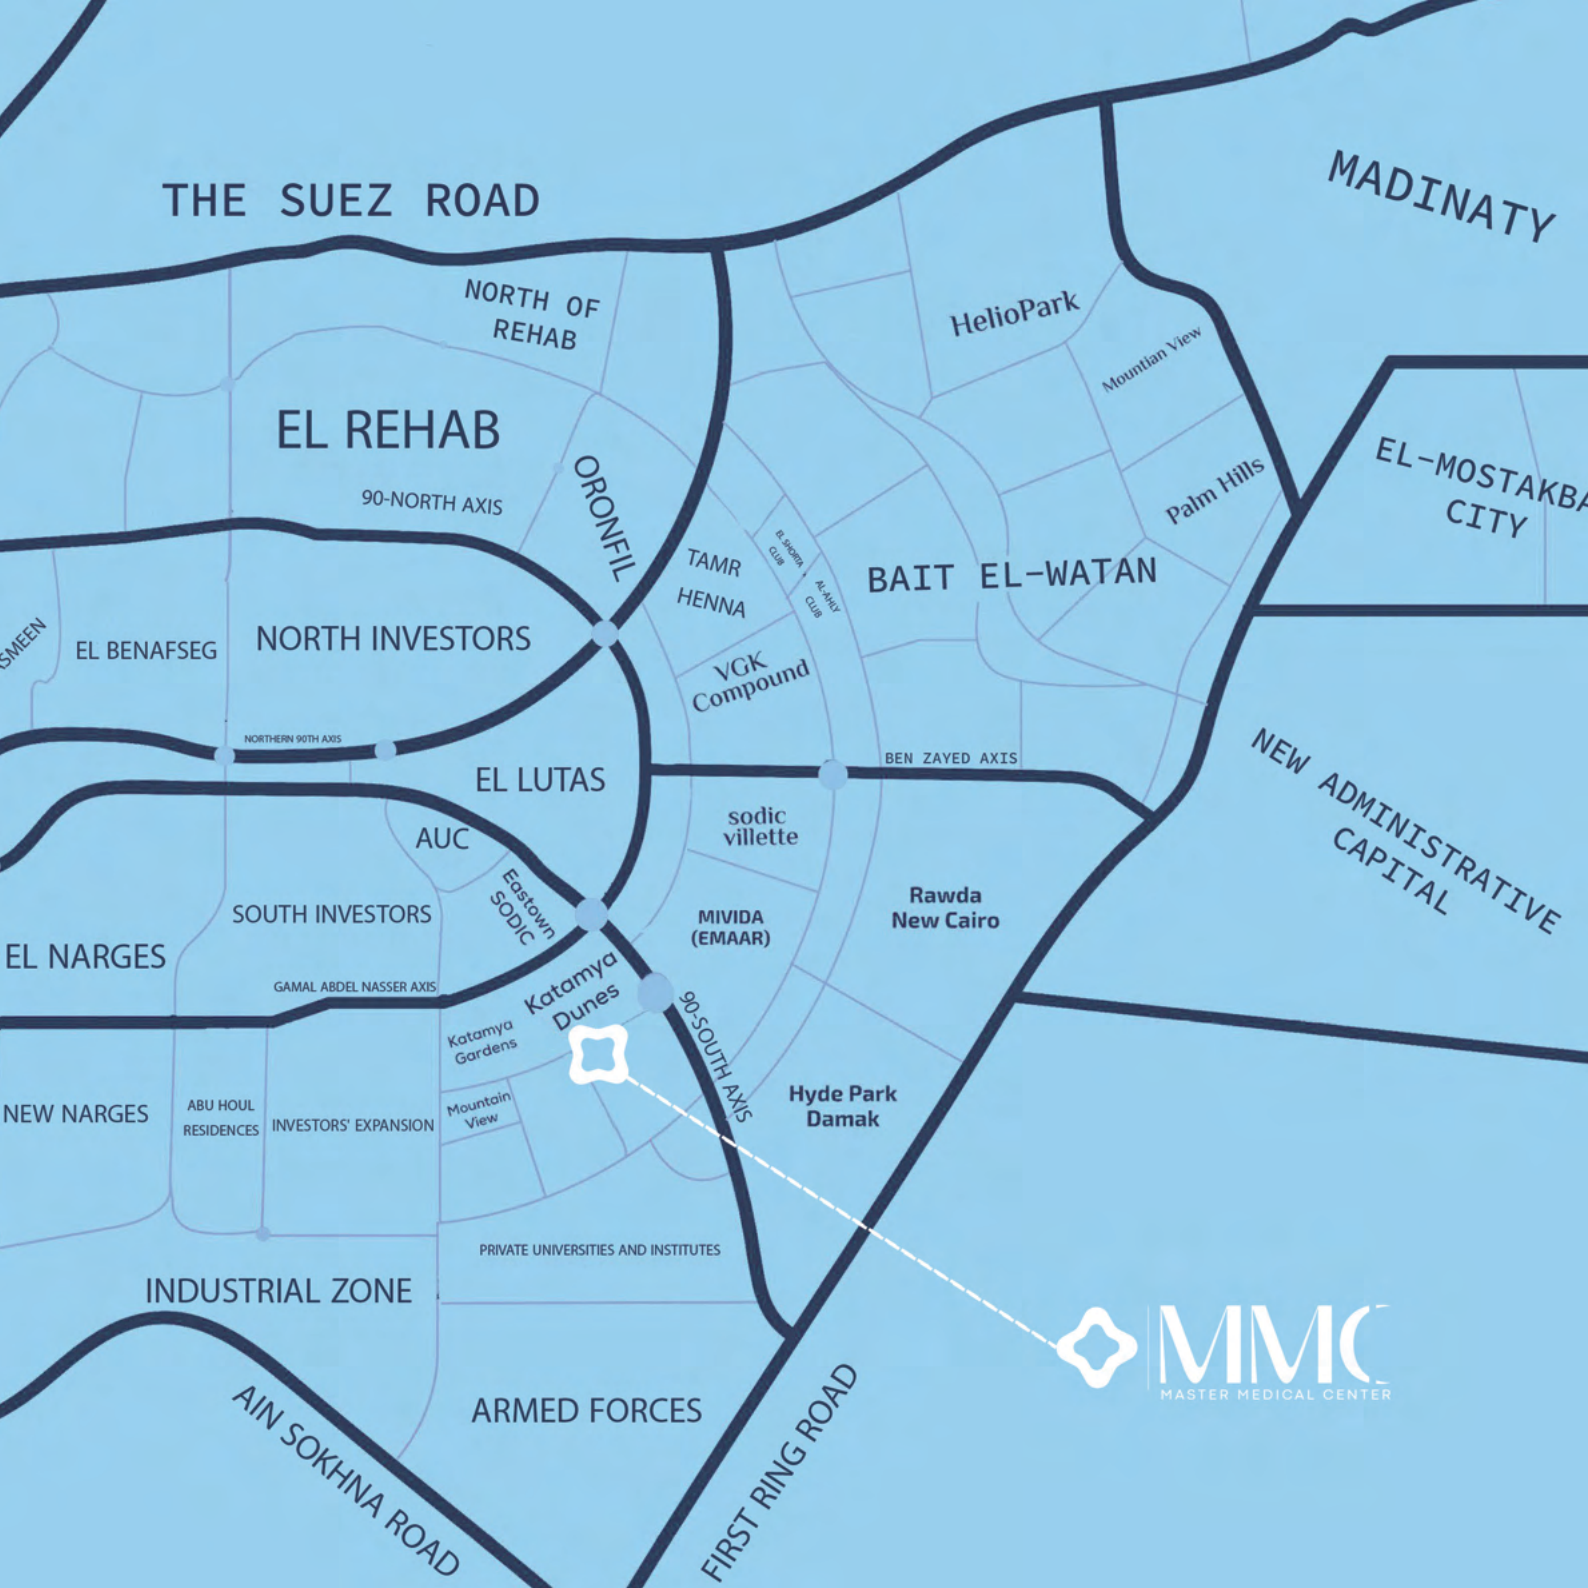 THE SUEZ ROAD
MADINATY
NORTH OF
REHAB
HelioPark
Mountian View
EL REHAB
90-NORTH AXIS
ORONFIL
Palm Hills
EL-MOSTAKBA
CITY
TAMR
HENNA
EL SHORTA
CLUB
AL-AHLY
CLUB
BAIT EL-WATAN
SMEEN
EL BENAFSEG
NORTH INVESTORS
VGK
Compound
NORTHERN 90TH AXIS
EL LUTAS
BEN ZAYED AXIS
NEW ADMINISTRATIVE
CAPITAL
AUC
sodic
villette
Eastown
SODIC
SOUTH INVESTORS
MIVIDA
(EMAAR)
Rawda
New Cairo
EL NARGES
GAMAL ABDEL NASSER AXIS
Katamya
Dunes
Katamya
Gardens
90-SOUTH AXIS
NEW NARGES
ABU HOUL
RESIDENCES
INVESTORS' EXPANSION
Mountain
View
Hyde Park
Damak
PRIVATE UNIVERSITIES AND INSTITUTES
INDUSTRIAL ZONE
MMC
MASTER MEDICAL CENTER
ARMED FORCES
AIN SOKHNA ROAD
FIRST RING ROAD